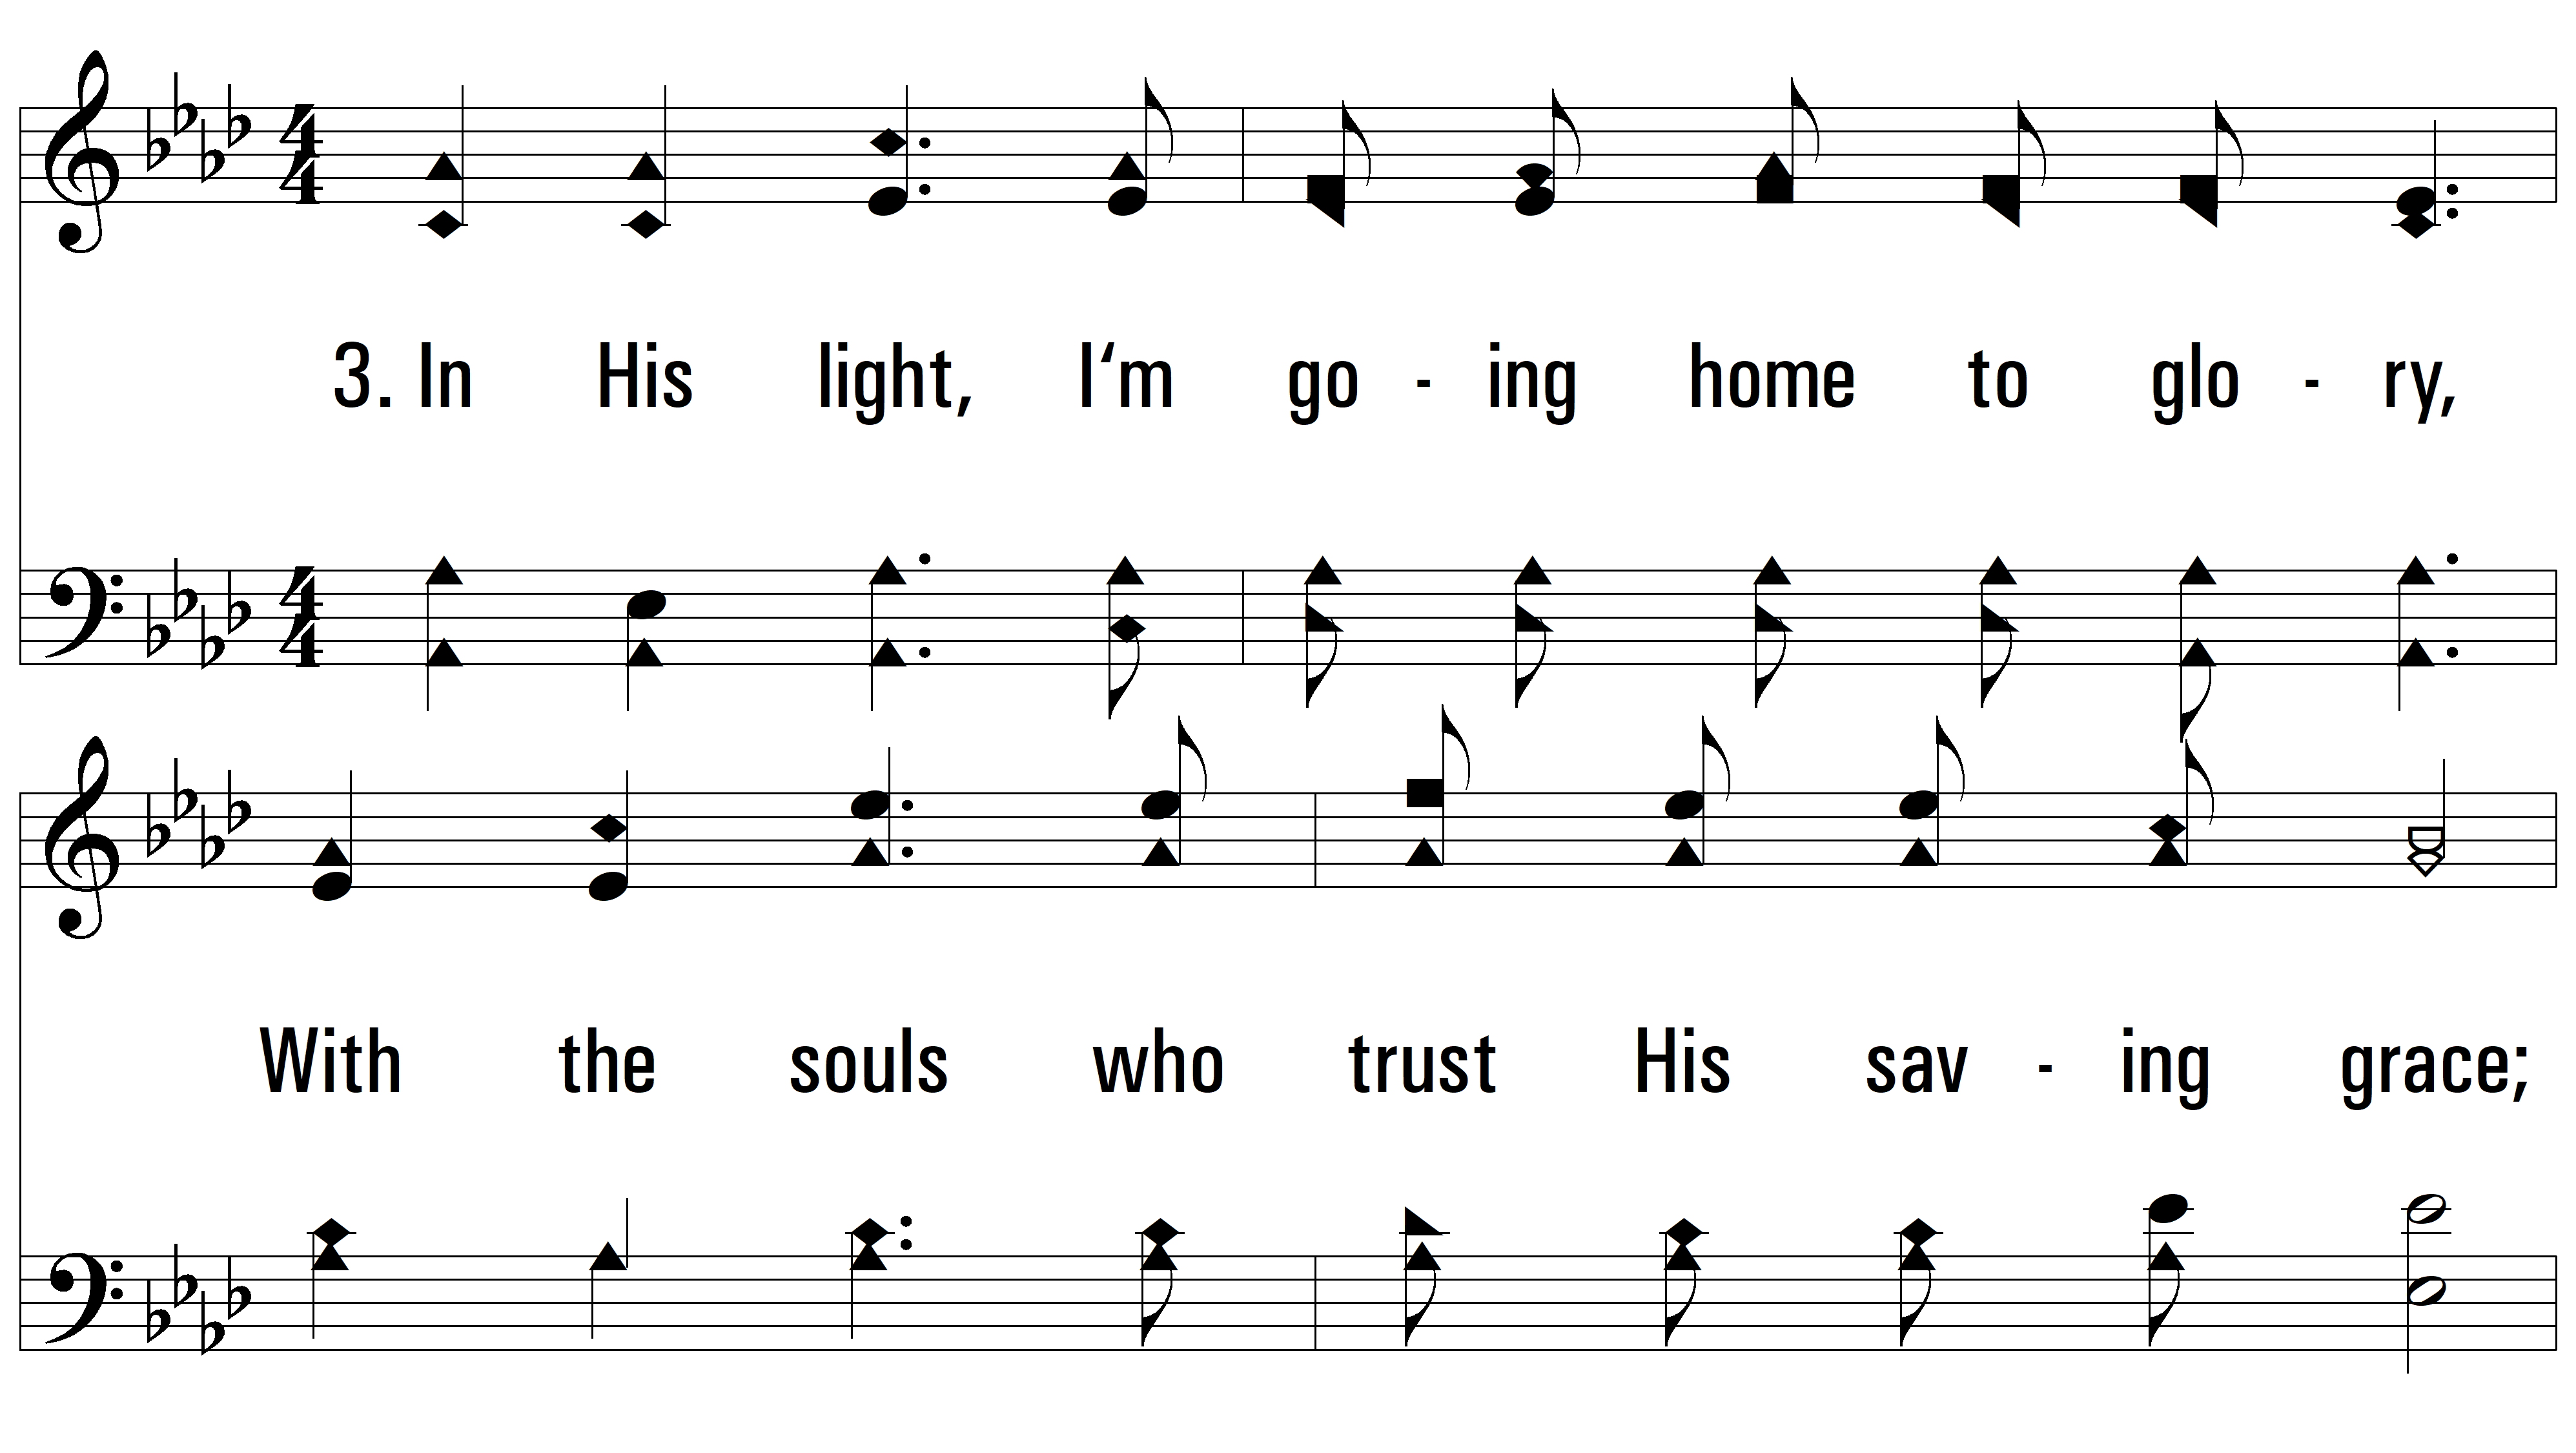 3. In His light, I‘m go - ing home to glo - ry,
With the souls who trust His sav - ing grace;